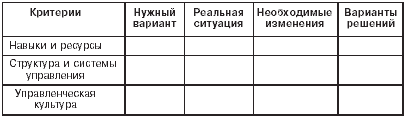 Критерии
Нужный
вариант
Реальная
ситуация
Необходимые
изменения
Варианты
решений
Навыки и ресурсы
Структура и системы
управления
Управленческая
культура